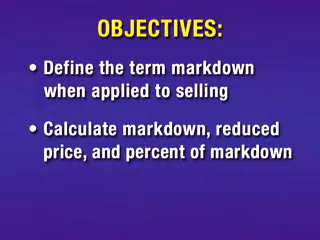 OBJECTIVES:
• Define the term markdown
when applied to selling
• Calculate markdown, reduced
price, and percent of markdown